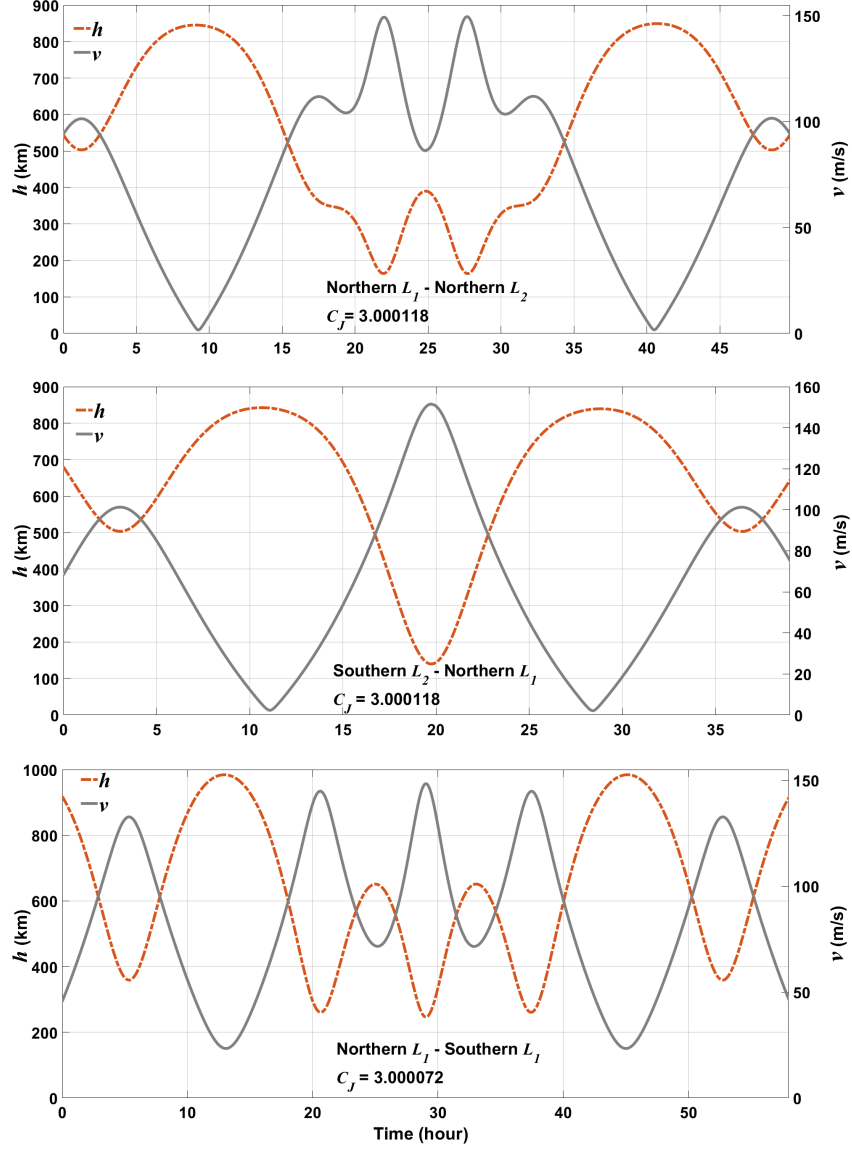 900
800
700
600
500
400
300
200
100
0
h (km)
h
v
150
100
50
0
v (m/s)
Northern L1 - Northern L2
CJ= 3.000118
0 5 10 15 20 25 30 35 40 45
900
800
700
600
500
400
300
200
100
0
h (km)
h
v
160
140
120
100
80
60
40
20
0
v (m/s)
Southern L2 - Northern L1
CJ = 3.000118
0 5 10 15 20 25 30 35
1000
800
600
400
200
0
h (km)
h
v
150
100
50
0
v (m/s)
Northern L1 - Southern L1
CJ = 3.000072
0 10 20 30 40 50
Time (hour)